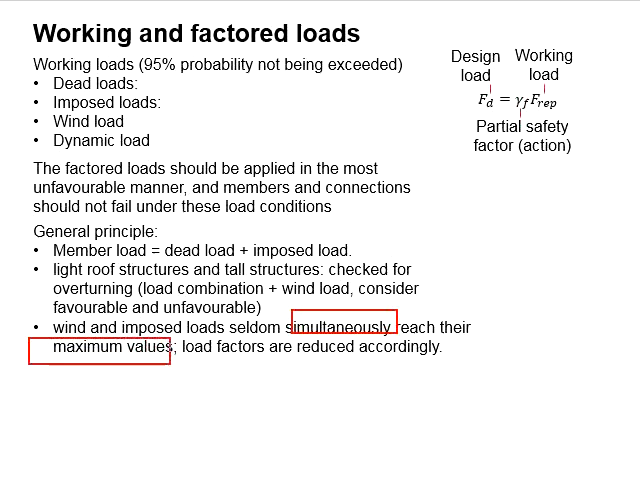 Working and factored loads
Working loads (95% probability not being exceeded)
• Dead loads:
• Imposed loads:
• Wind load
• Dynamic load
Design load
Working load
F_d = γ_f F_rep
Partial safety
factor (action)
The factored loads should be applied in the most
unfavourable manner, and members and connections
should not fail under these load conditions
General principle:
• Member load = dead load + imposed load.
• light roof structures and tall structures: checked for
overturning (load combination + wind load, consider
favourable and unfavourable)
• wind and imposed loads seldom simultaneously reach their
maximum values; load factors are reduced accordingly.